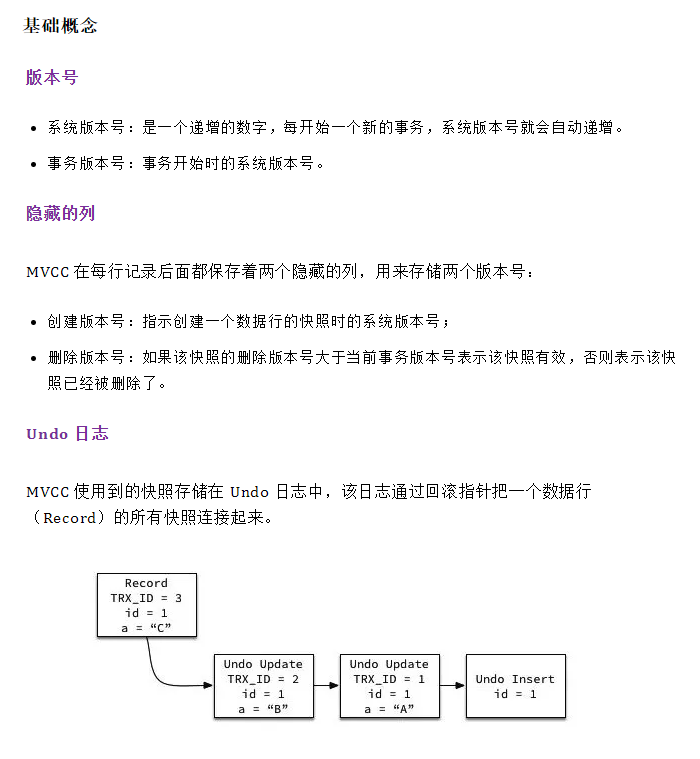 基础概念
版本号
系统版本号：是一个递增的数字，每开始一个新的事务，系统版本号就会自动递增。
事务版本号：事务开始时的系统版本号。
隐藏的列
MVCC 在每行记录后面都保存着两个隐藏的列，用来存储两个版本号：
创建版本号：指示创建一个数据行的快照时的系统版本号；
删除版本号：如果该快照的删除版本号大于当前事务版本号表示该快照有效，否则表示该快
照已经被删除了。
Undo 日志
MVCC 使用到的快照存储在 Undo 日志中，该日志通过回滚指针把一个数据行
（Record）的所有快照连接起来。
Record
TRX_ID = 3
id = 1
a = “C”
Undo Update
TRX_ID = 2
id = 1
a = “B”
Undo Update
TRX_ID = 1
id = 1
a = “A”
Undo Insert
id = 1